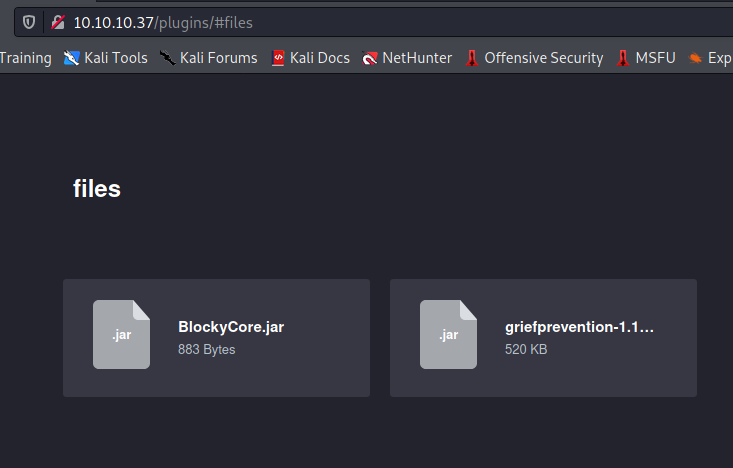 10.10.10.37/plugins/#files
Training Kali Tools Kali Forums Kali Docs NetHunter Offensive Security MSFU Exp
files
.jar BlockyCore.jar
883 Bytes
.jar griefprevention-1.1...
520 KB